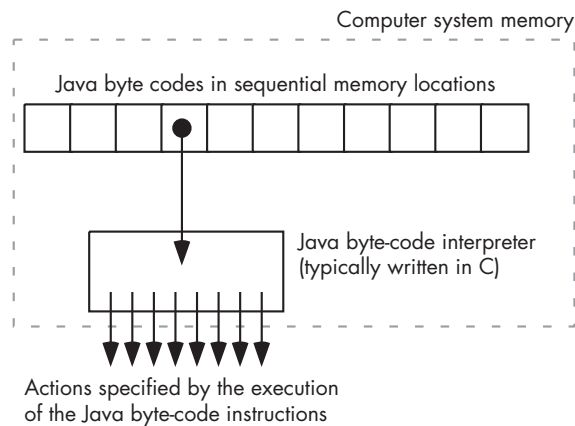 Computer system memory
Java byte codes in sequential memory locations
Java byte-code interpreter
(typically written in C)
Actions specified by the execution
of the Java byte-code instructions